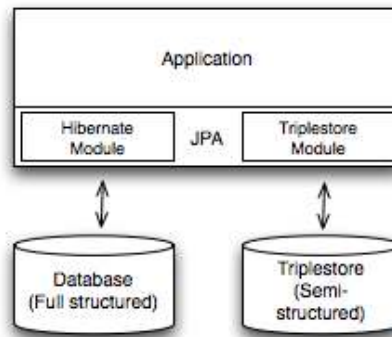 Application
Hibernate
Module
JPA
Triplestore
Module
Database
(Full structured)
Triplestore
(Semi-
structured)